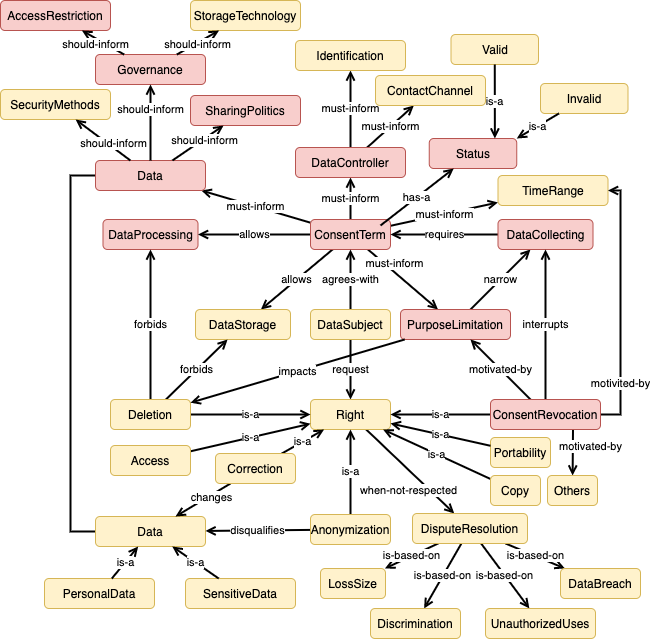 AccessRestriction
StorageTechnology
should-inform
should-inform
Governance
Identification
Valid
SecurityMethods
should-inform
SharingPolitics
must-inform
ContactChannel
is-a
Invalid
should-inform
should-inform
must-inform
is-a
Data
DataController
Status
must-inform
must-inform
has-a
must-inform
TimeRange
DataProcessing
allows
ConsentTerm
requires
DataCollecting
must-inform
allows
agrees-with
narrow
forbids
DataStorage
DataSubject
PurposeLimitation
interrupts
forbids
impacts
request
motivated-by
motivited-by
Deletion
is-a
Right
is-a
ConsentRevocation
is-a
is-a
is-a
motivated-by
Access
Correction
is-a
Portability
is-a
changes
when-not-respected
Copy
Others
Data
disqualifies
Anonymization
DisputeResolution
is-a
is-a
is-based-on
is-based-on
is-based-on
is-based-on
PersonalData
SensitiveData
LossSize
DataBreach
Discrimination
UnauthorizedUses